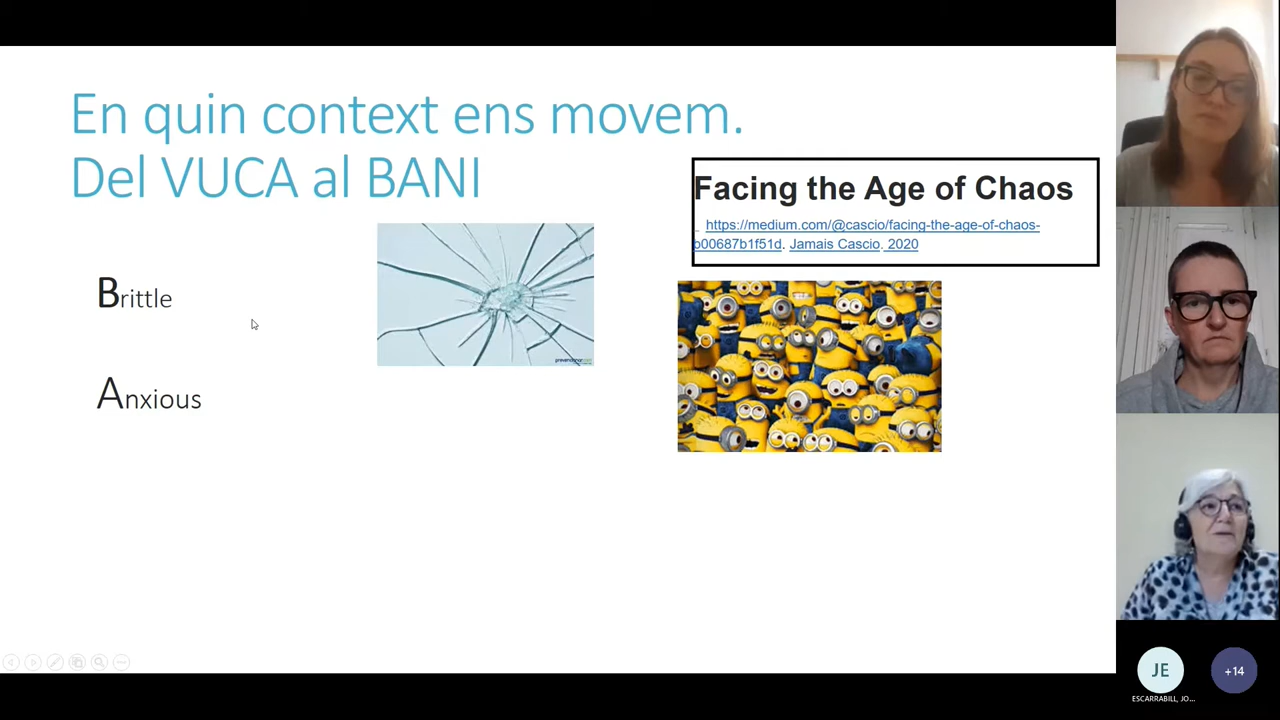 En quin context ens movem.
Del VUCA al BANI
Facing the Age of Chaos
https://medium.com/@cascio/facing-the-age-of-chaos-
b00687b1f51d. Jamais Cascio. 2020
Brittle
Anxious
JE
+14
ESCARRABILL, JO...